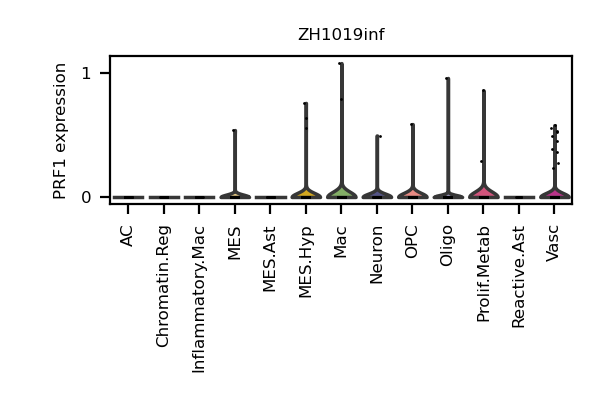 ZH1019inf
PRF1 expression
1
0
AC
Chromatin.Reg
Inflammatory.Mac
MES
MES.Ast
MES.Hyp
Mac
Neuron
OPC
Oligo
Prolif.Metab
Reactive.Ast
Vasc